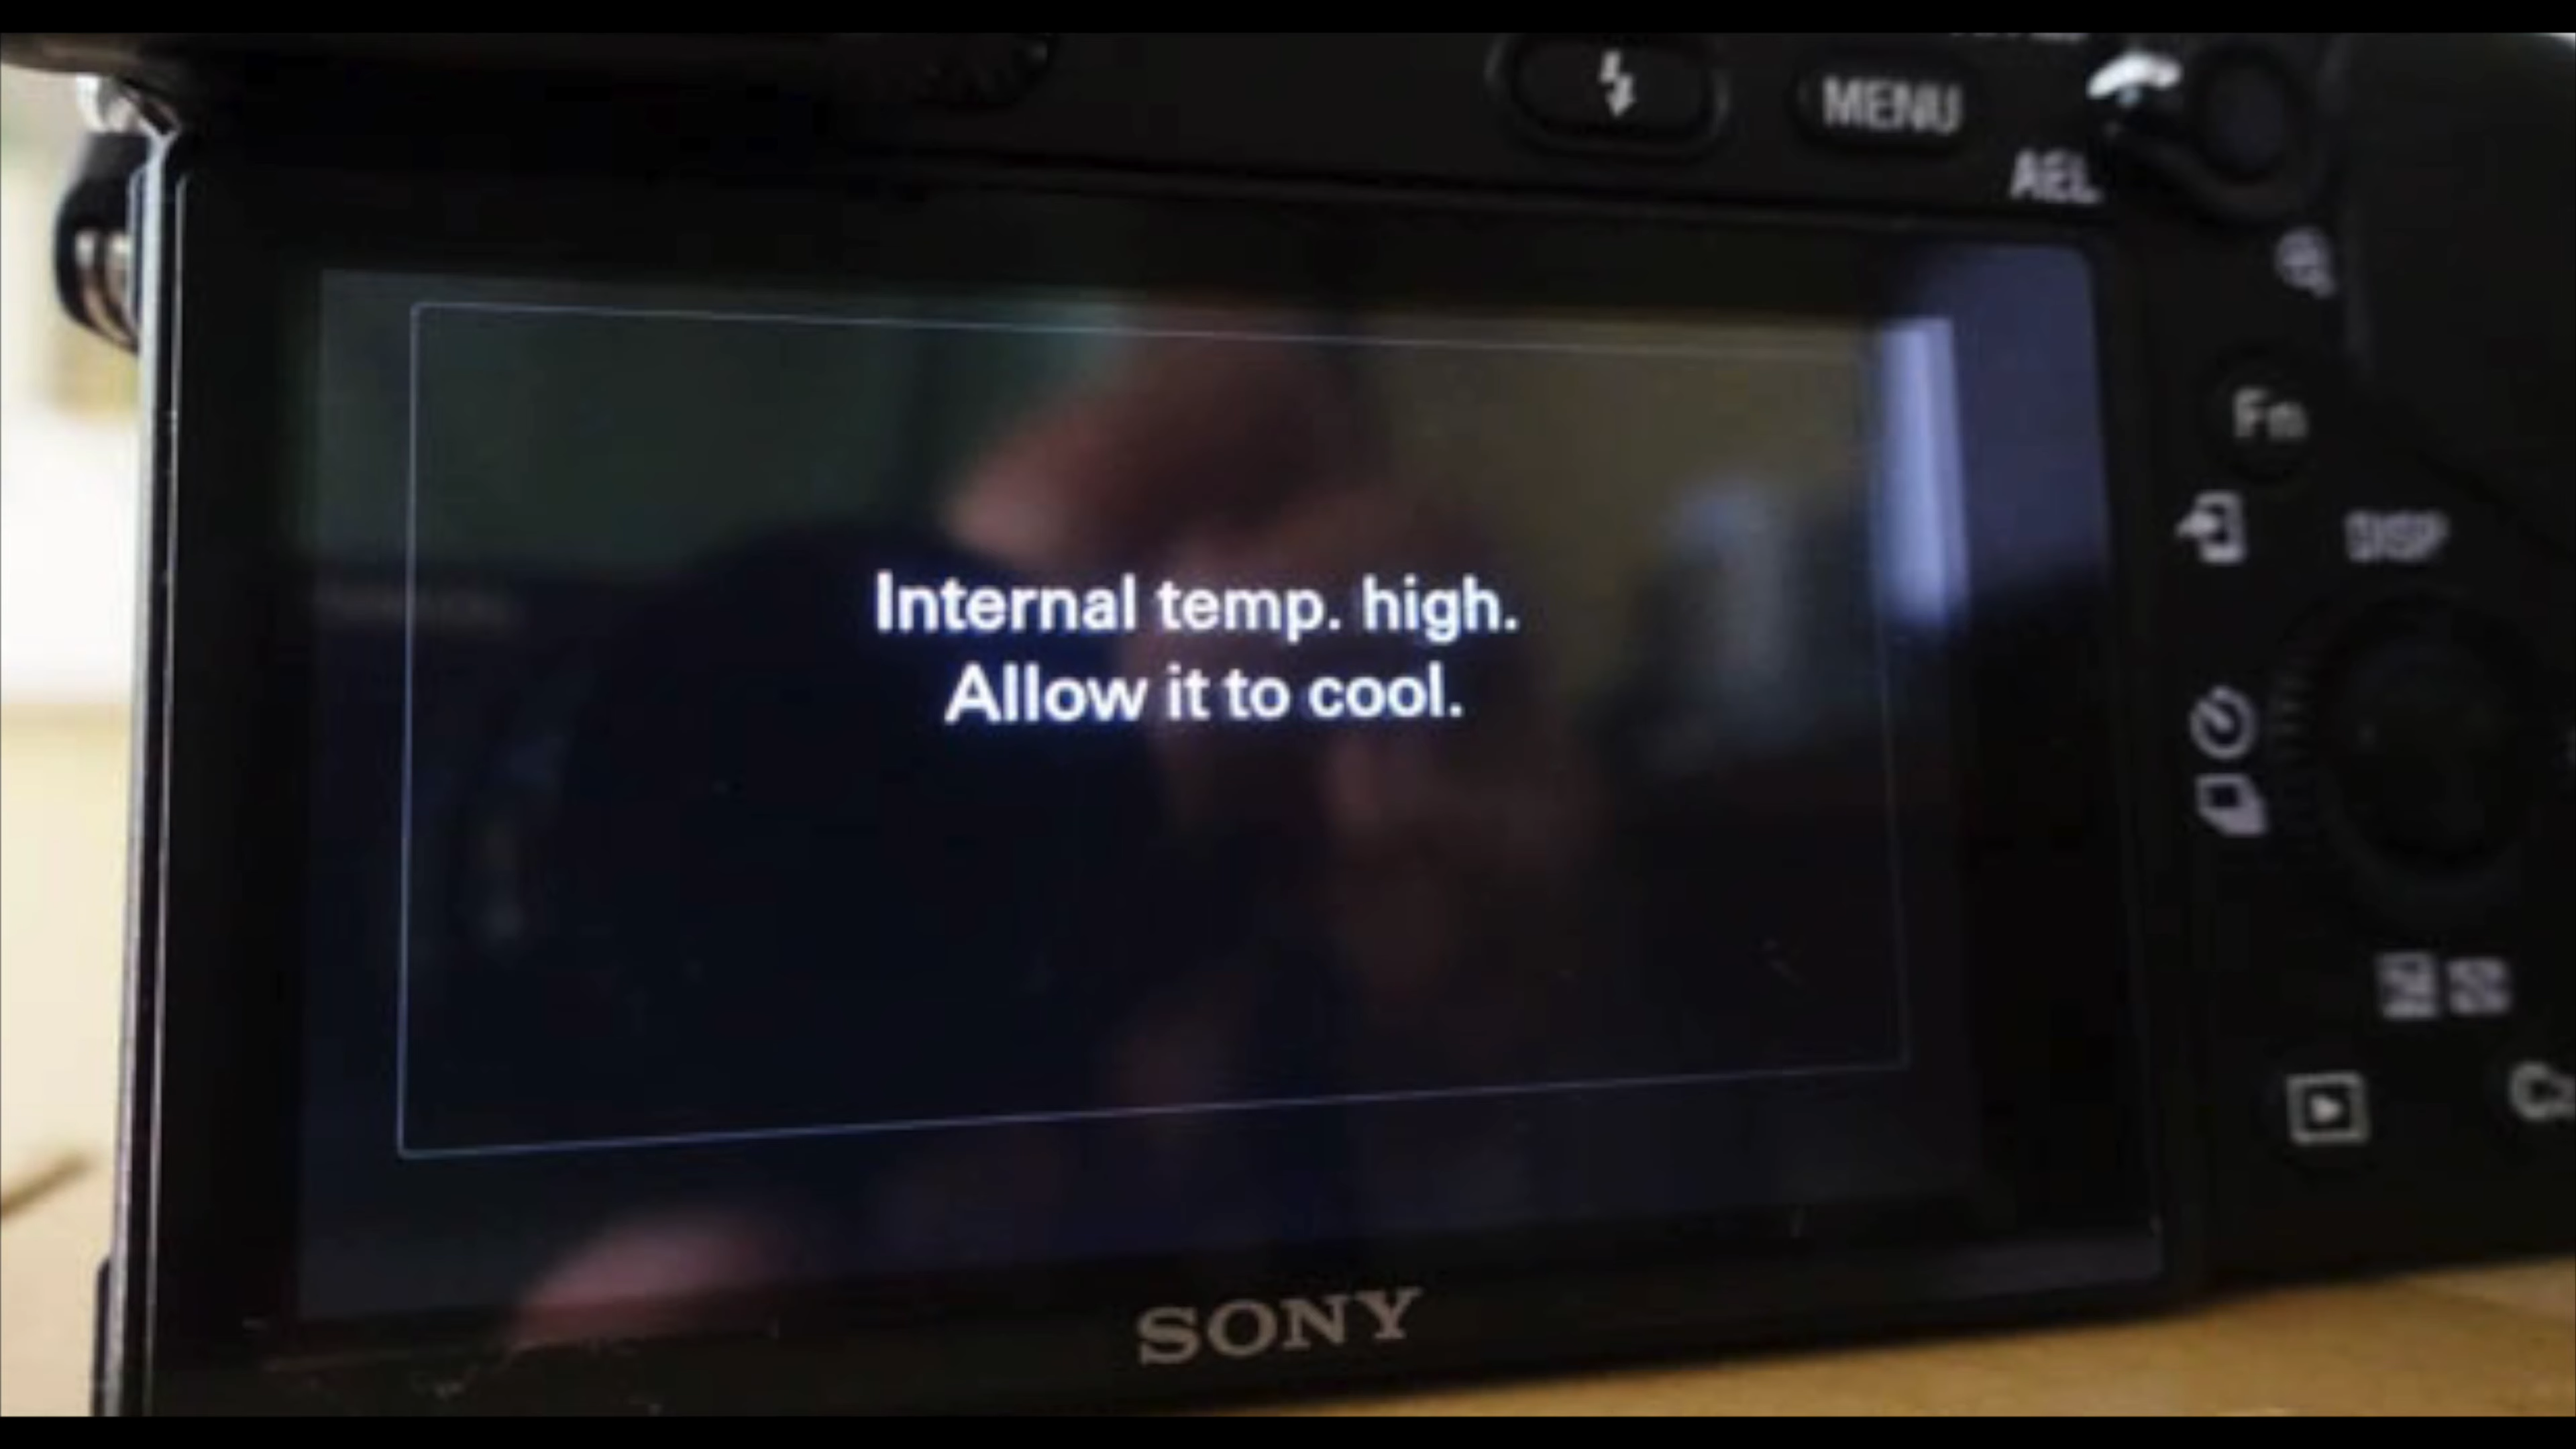 MENU
AEL
Internal temp. high.
Allow it to cool.
Fn
DISP
SONY